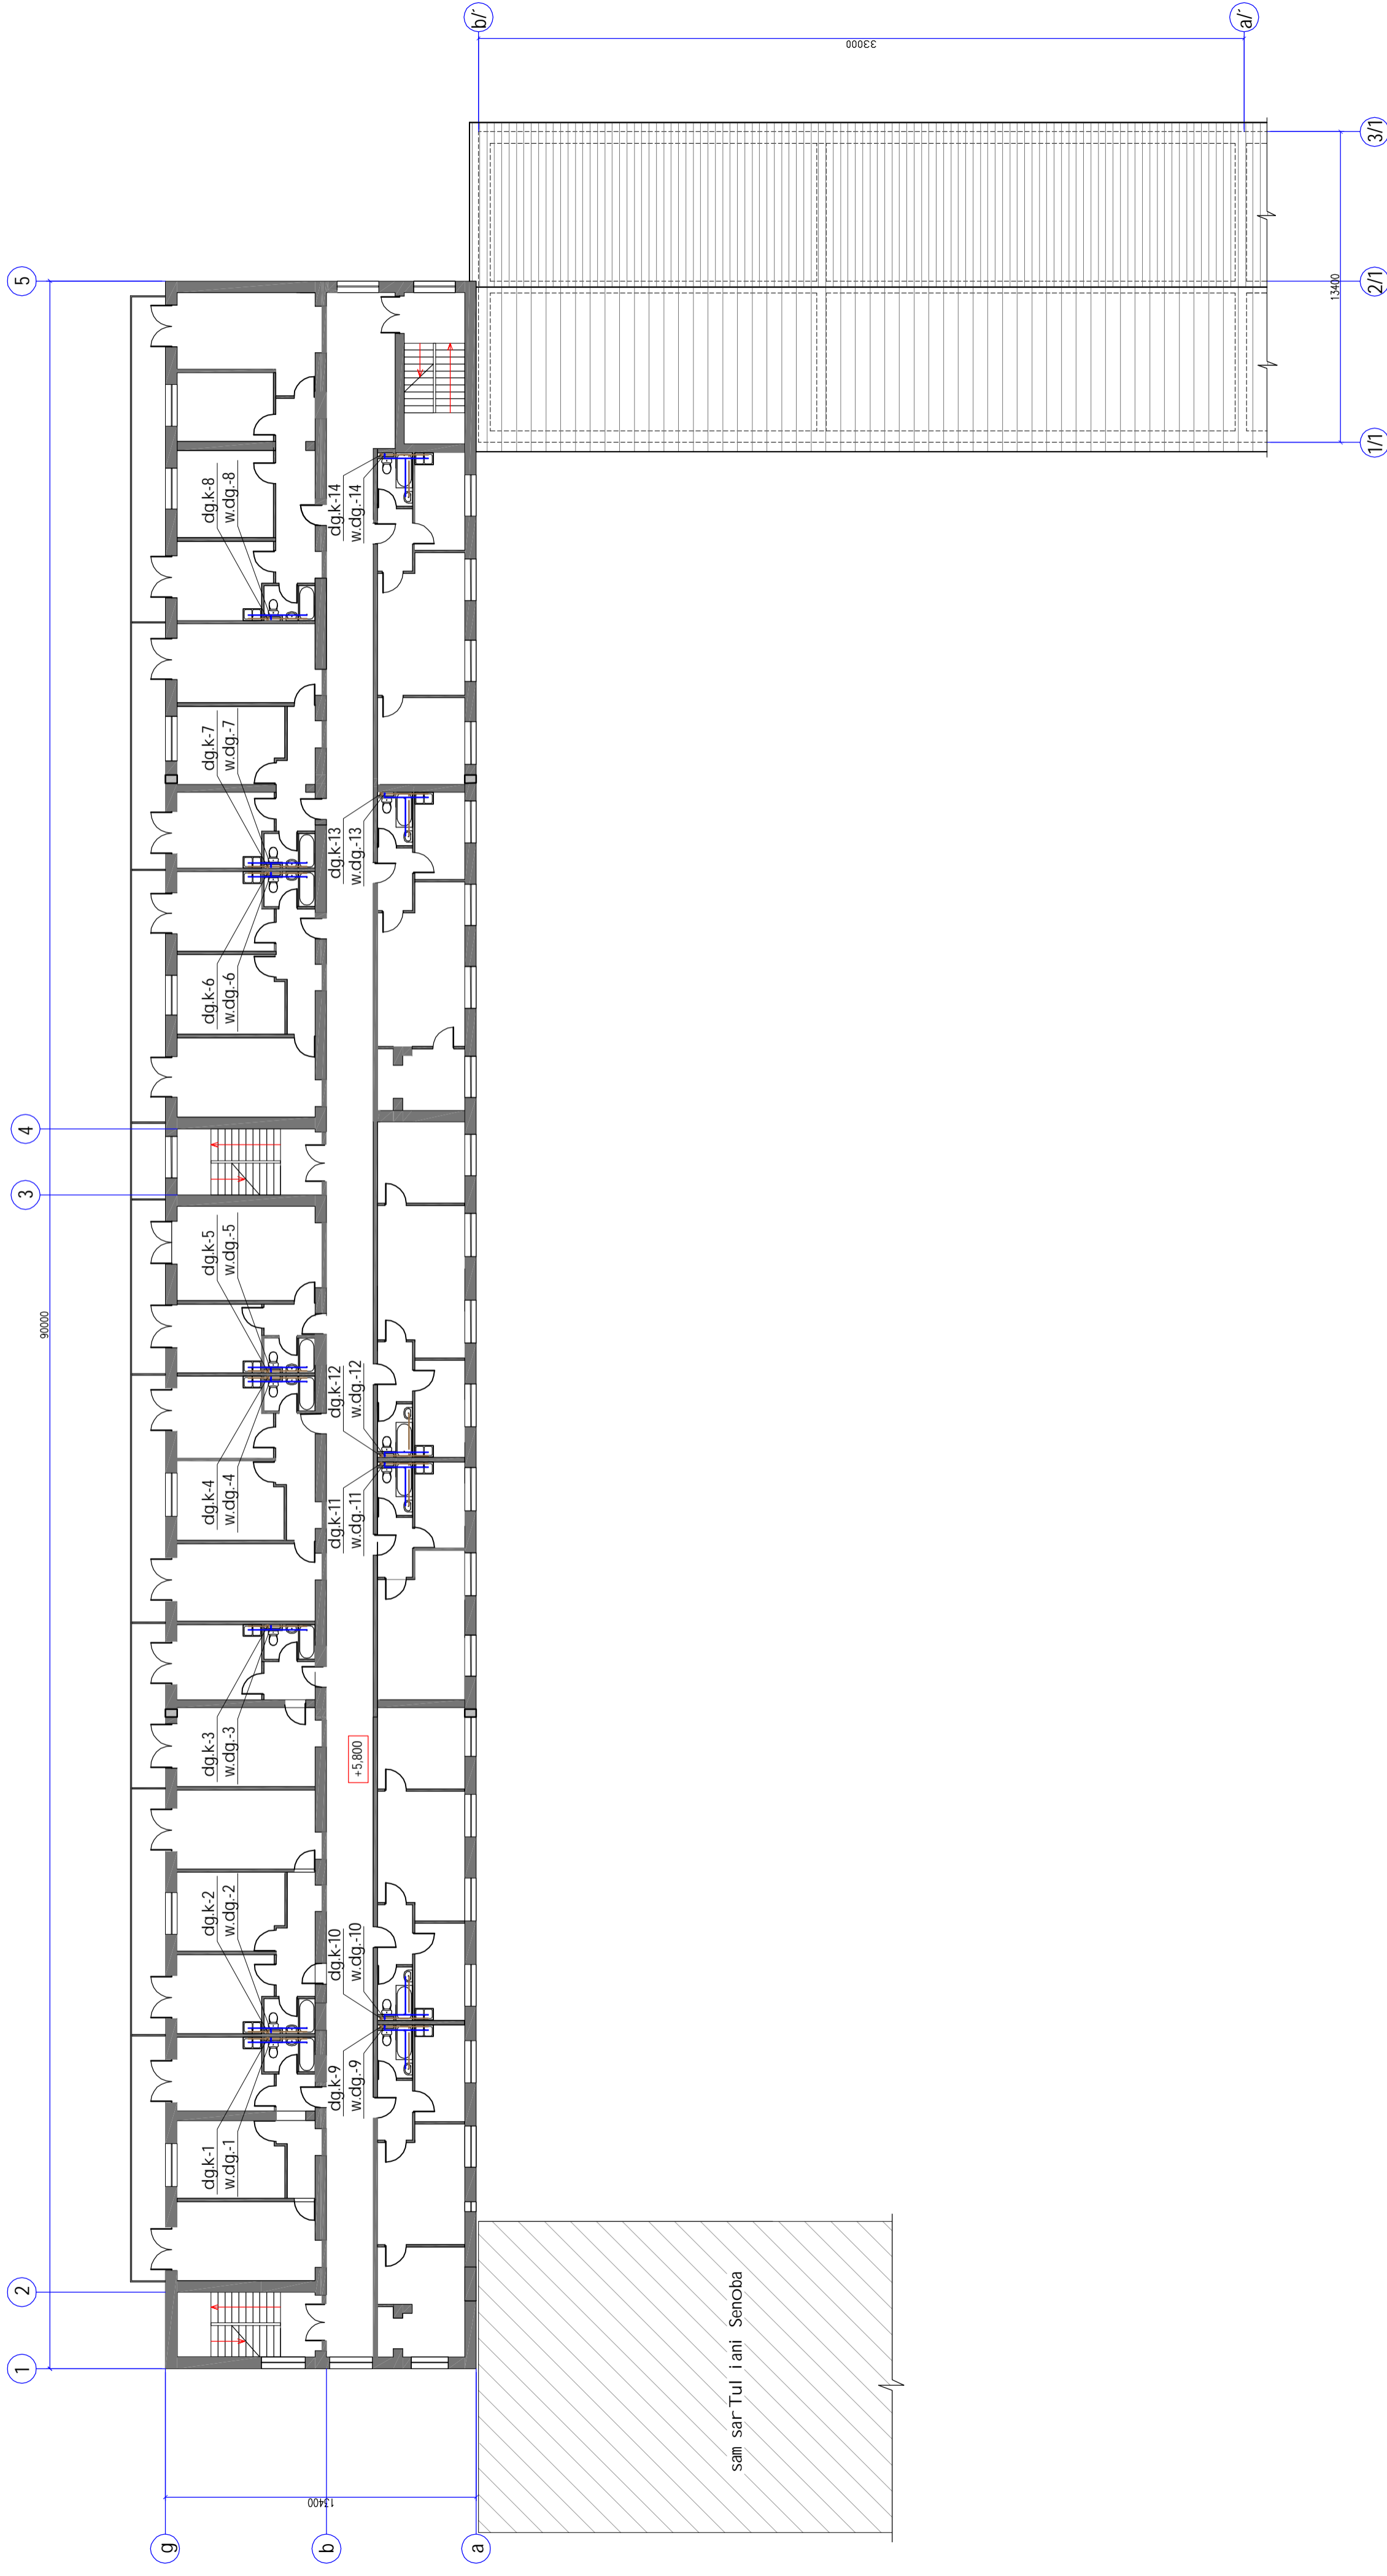 b/'
a/'
33000
3/1
2/1
1/1
13400
5
4
3
2
1
90000
g
b
a
13400
dg.k-8
w.dg.-8
dg.k-14
w.dg.-14
dg.k-7
w.dg.-7
dg.k-13
w.dg.-13
dg.k-6
w.dg.-6
dg.k-5
w.dg.-5
dg.k-12
w.dg.-12
dg.k-4
w.dg.-4
dg.k-11
w.dg.-11
dg.k-3
w.dg.-3
+5,800
dg.k-2
w.dg.-2
dg.k-10
w.dg.-10
dg.k-1
w.dg.-1
dg.k-9
w.dg.-9
sam sarTul iani Senoba